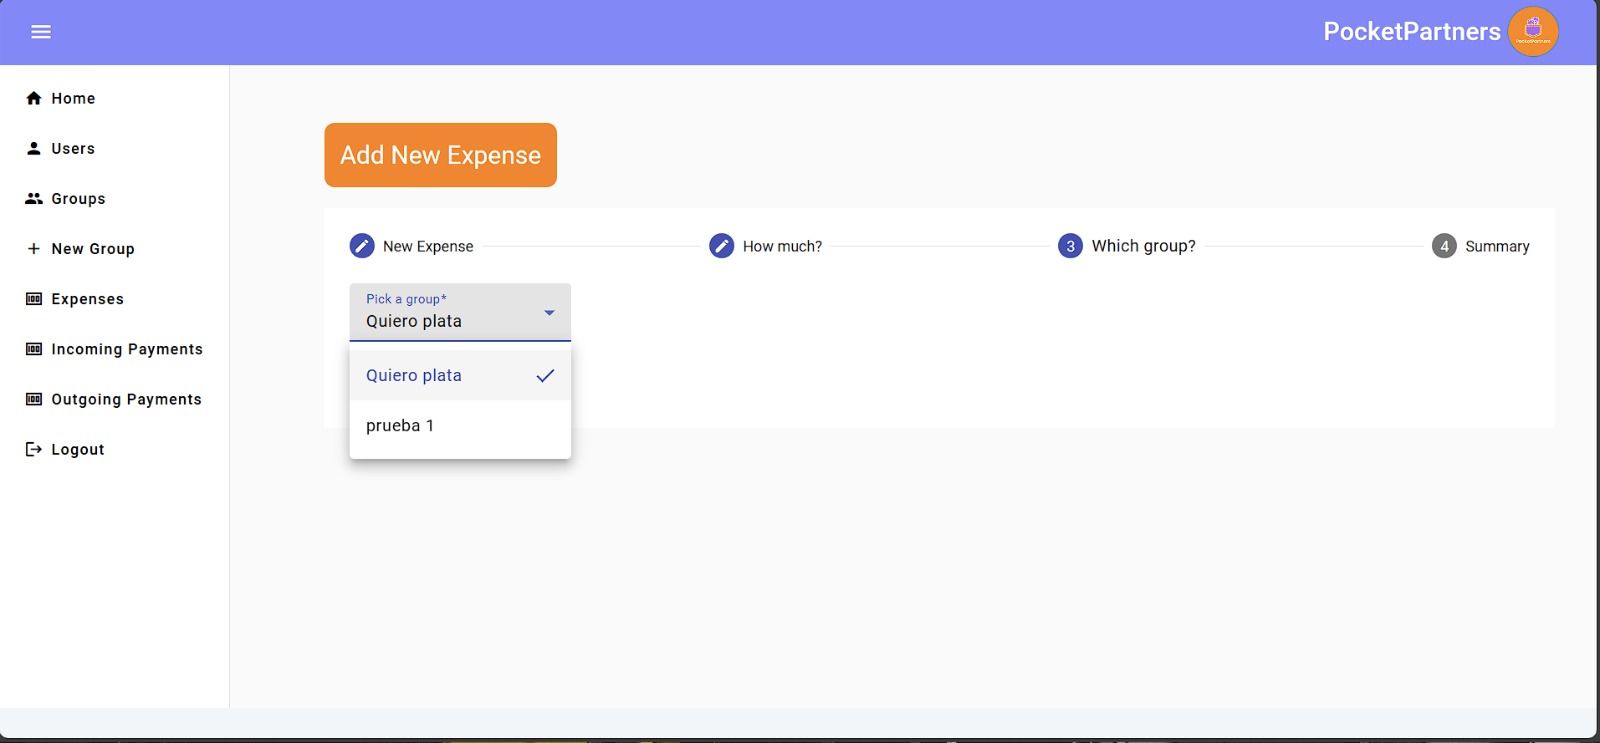 PocketPartners
Home
Users
Groups
New Group
Expenses
Incoming Payments
Outgoing Payments
Logout
Add New Expense
New Expense
How much?
3 Which group?
4 Summary
Pick a group*
Quiero plata
Quiero plata
prueba 1